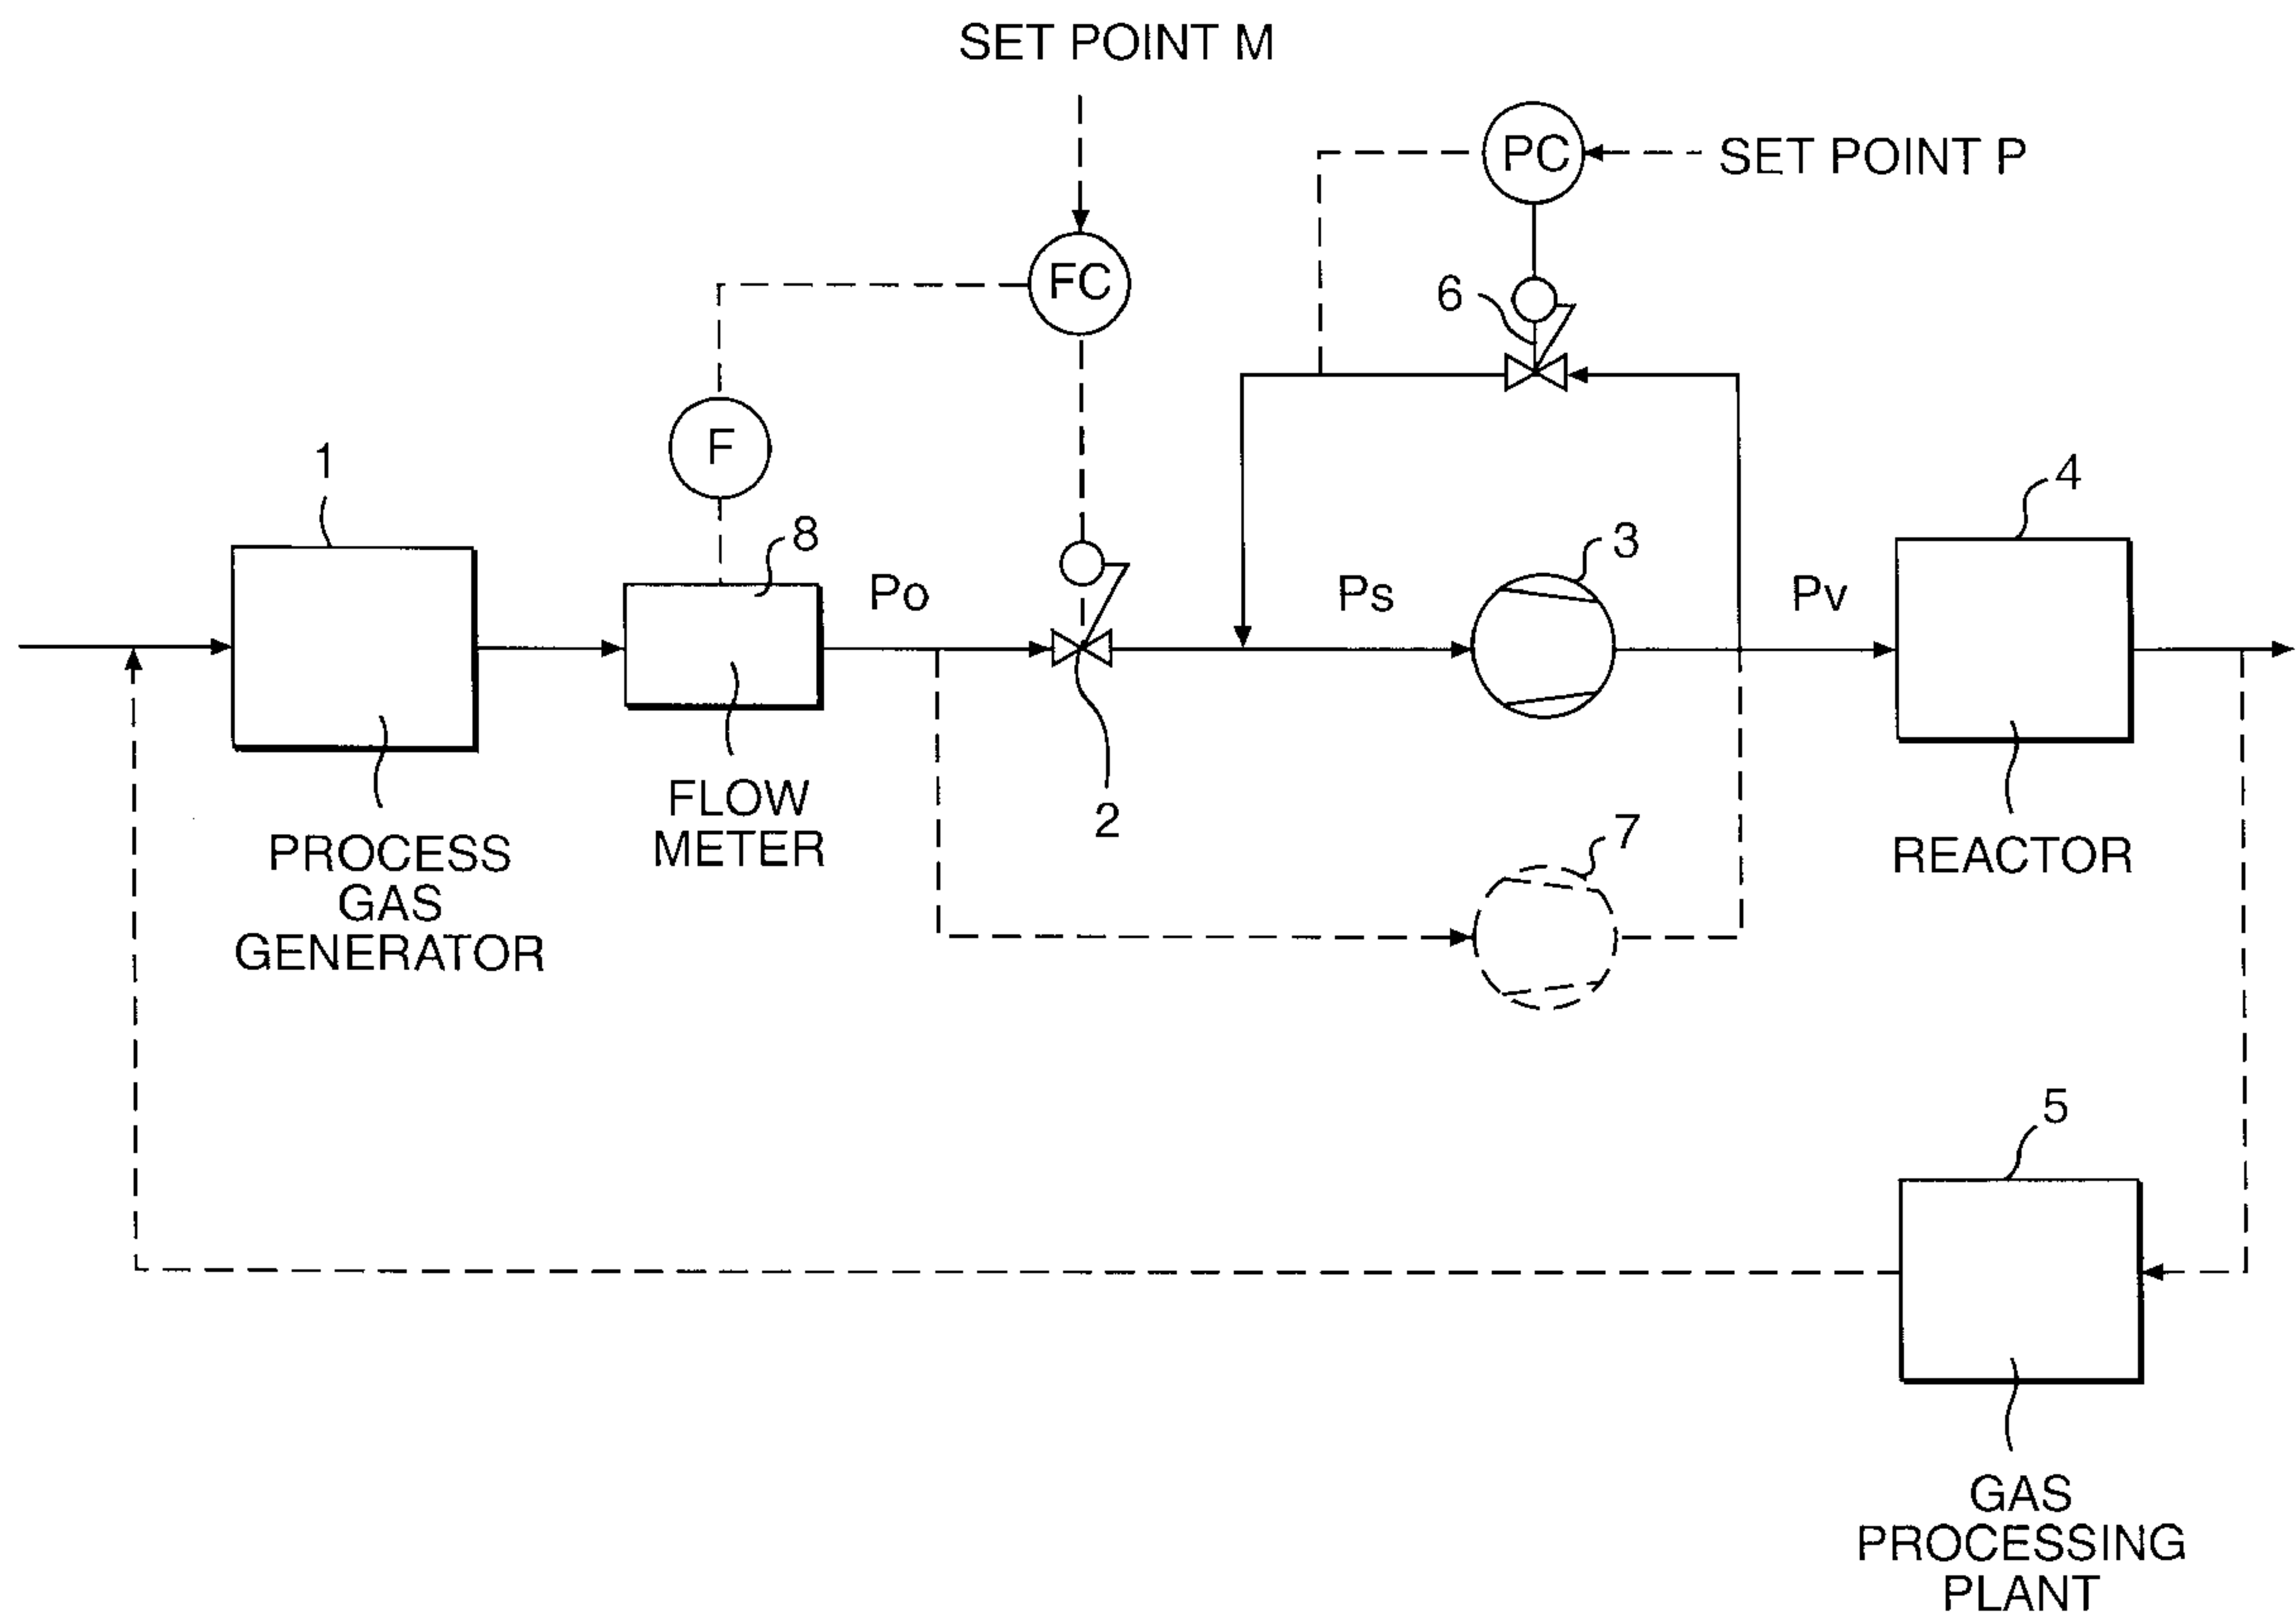 SET POINT M
PC
SET POINT P
FC
6
F
1
4
8
3
Po
Ps
Pv
FLOW
METER
2
7
PROCESS
GAS
GENERATOR
REACTOR
5
GAS
PROCESSING
PLANT